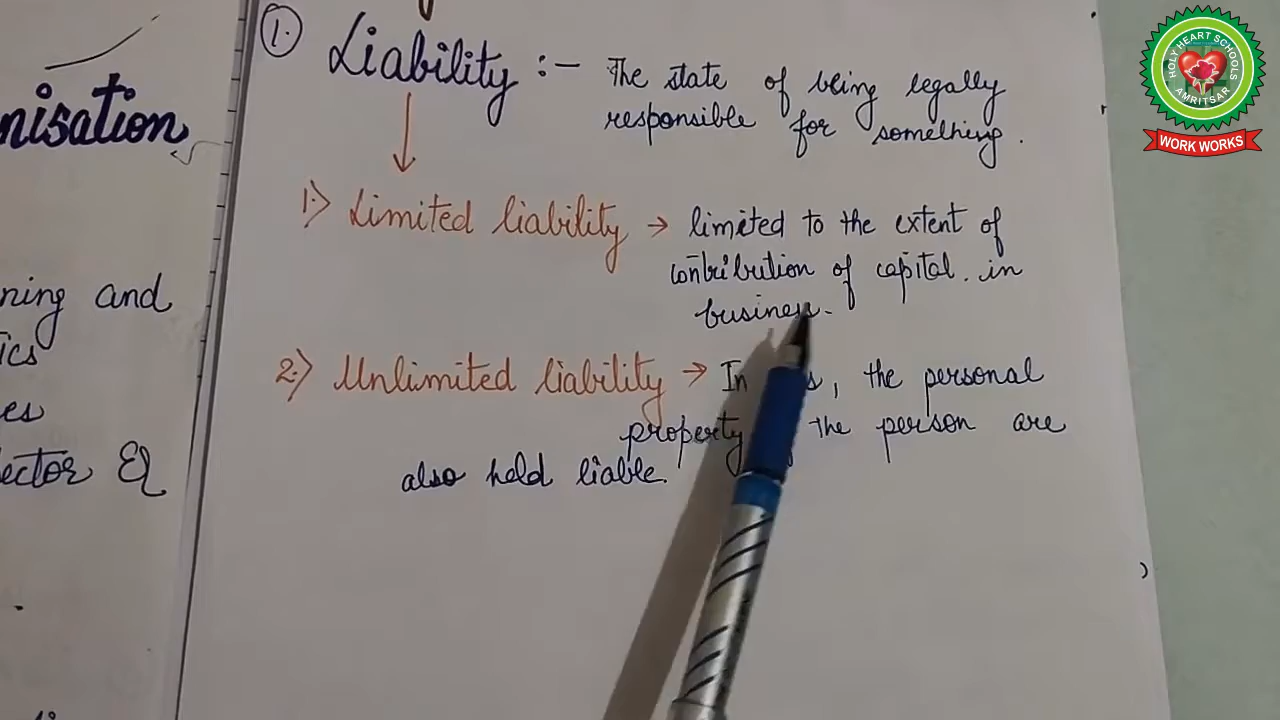 nisation
ning and
ics
es
ector El
1.
Liability :- The state of being legally
responsible for something.
1.) Limited liability → limited to the extent of
contribution of capital. in
business.
2.) Unlimited liability → In s, the personal
property the person are
also held liable.
HOLY HEART SCHOOLS
AMRITSAR
WORK WORKS